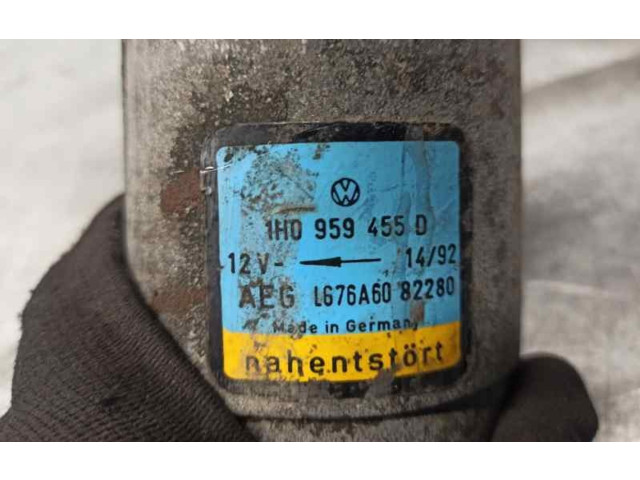 1H0 959 455 D
12V- 14/92
AEG L676A60 82280
Made in Germany
nahentstört